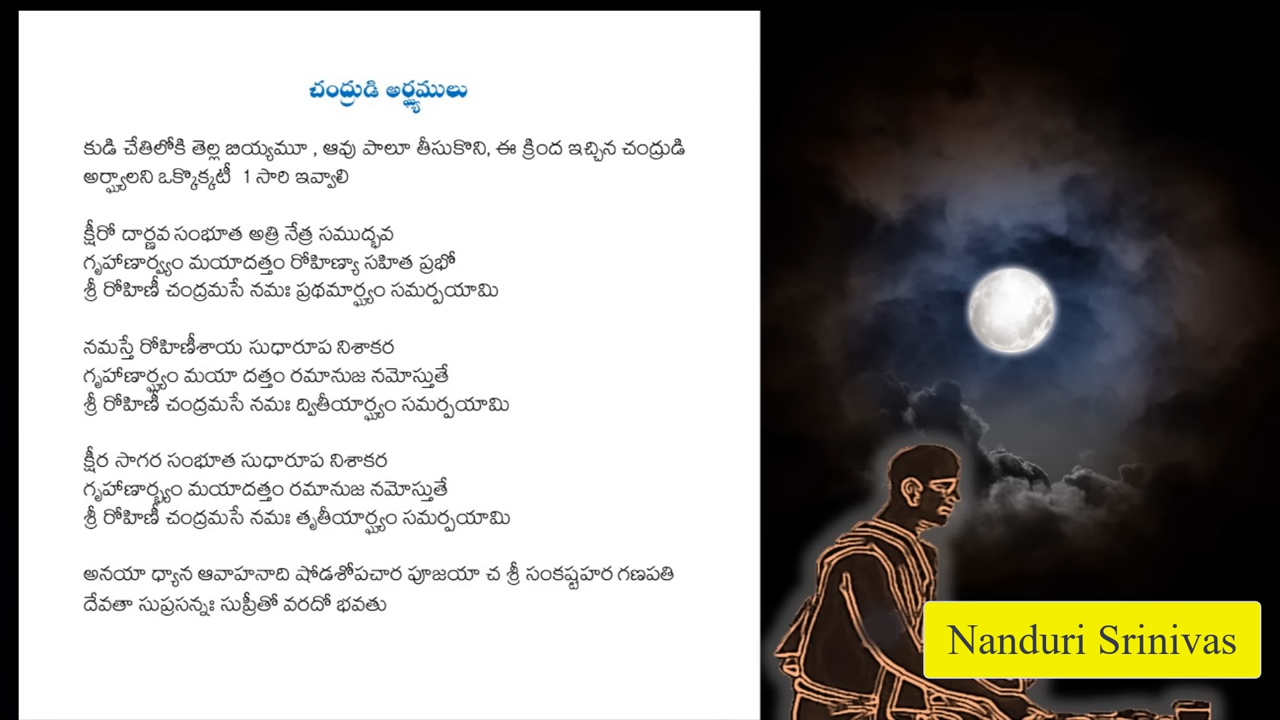 చంద్రుడి అర్ఘ్యములు
కుడి చేతిలోకి తెల్ల బియ్యమూ , ఆవు పాలూ తీసుకొని, ఈ క్రింద ఇచ్చిన చంద్రుడి
అర్ఘ్యాలని ఒక్కొక్కటీ 1 సారి ఇవ్వాలి
క్షీరో దార్ణవ సంభూత అత్రి నేత్ర సముద్భవ
గృహాణార్ఘ్యం మయాదత్తం రోహిణ్యా సహిత ప్రభో
శ్రీ రోహిణీ చంద్రమసే నమః ప్రథమార్ఘ్యం సమర్పయామి
నమస్తే రోహిణీశాయ సుధారూప నిశాకర
గృహాణార్ఘ్యం మయా దత్తం రమానుజ నమోస్తుతే
శ్రీ రోహిణీ చంద్రమసే నమః ద్వితీయార్ఘ్యం సమర్పయామి
క్షీర సాగర సంభూత సుధారూప నిశాకర
గృహాణార్ఘ్యం మయాదత్తం రమానుజ నమోస్తుతే
శ్రీ రోహిణీ చంద్రమసే నమః తృతీయార్ఘ్యం సమర్పయామి
అనయా ధ్యాన ఆవాహనాది షోడశోపచార పూజయా చ శ్రీ సంకష్టహర గణపతి
దేవతా సుప్రసన్నః సుప్రీతో వరదో భవతు
Nanduri Srinivas